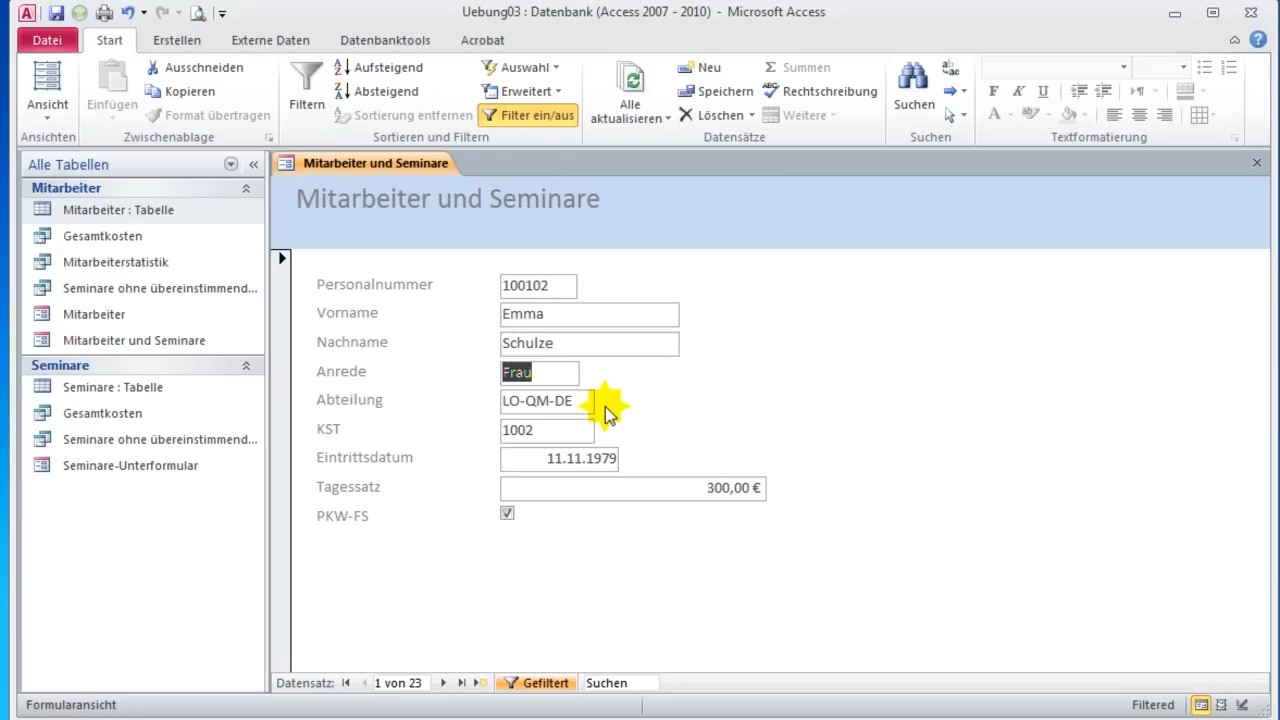 Uebung03 : Datenbank (Access 2007 - 2010) - Microsoft Access
Datei Start Erstellen Externe Daten Datenbanktools Acrobat
Ansicht
Ansichten
Einfügen
Ausschneiden
Kopieren
Format übertragen
Zwischenablage
Filtern
Aufsteigend
Absteigend
Sortierung entfernen
Auswahl
Erweitert
Filter ein/aus
Sortieren und Filtern
Alle
aktualisieren
Neu
Speichern
Löschen
Summen
Rechtschreibung
Weitere
Datensätze
Suchen
Suchen
F K U
A ab
Textformatierung
Alle Tabellen
Mitarbeiter
Mitarbeiter : Tabelle
Gesamtkosten
Mitarbeiterstatistik
Seminare ohne übereinstimmend...
Mitarbeiter
Mitarbeiter und Seminare
Seminare
Seminare : Tabelle
Gesamtkosten
Seminare ohne übereinstimmend...
Seminare-Unterformular
Mitarbeiter und Seminare
Mitarbeiter und Seminare
Personalnummer 100102
Vorname Emma
Nachname Schulze
Anrede Frau
Abteilung LO-QM-DE
KST 1002
Eintrittsdatum 11.11.1979
Tagessatz 300,00 €
PKW-FS
Datensatz: 1 von 23 Gefiltert Suchen
Formularansicht Filtered